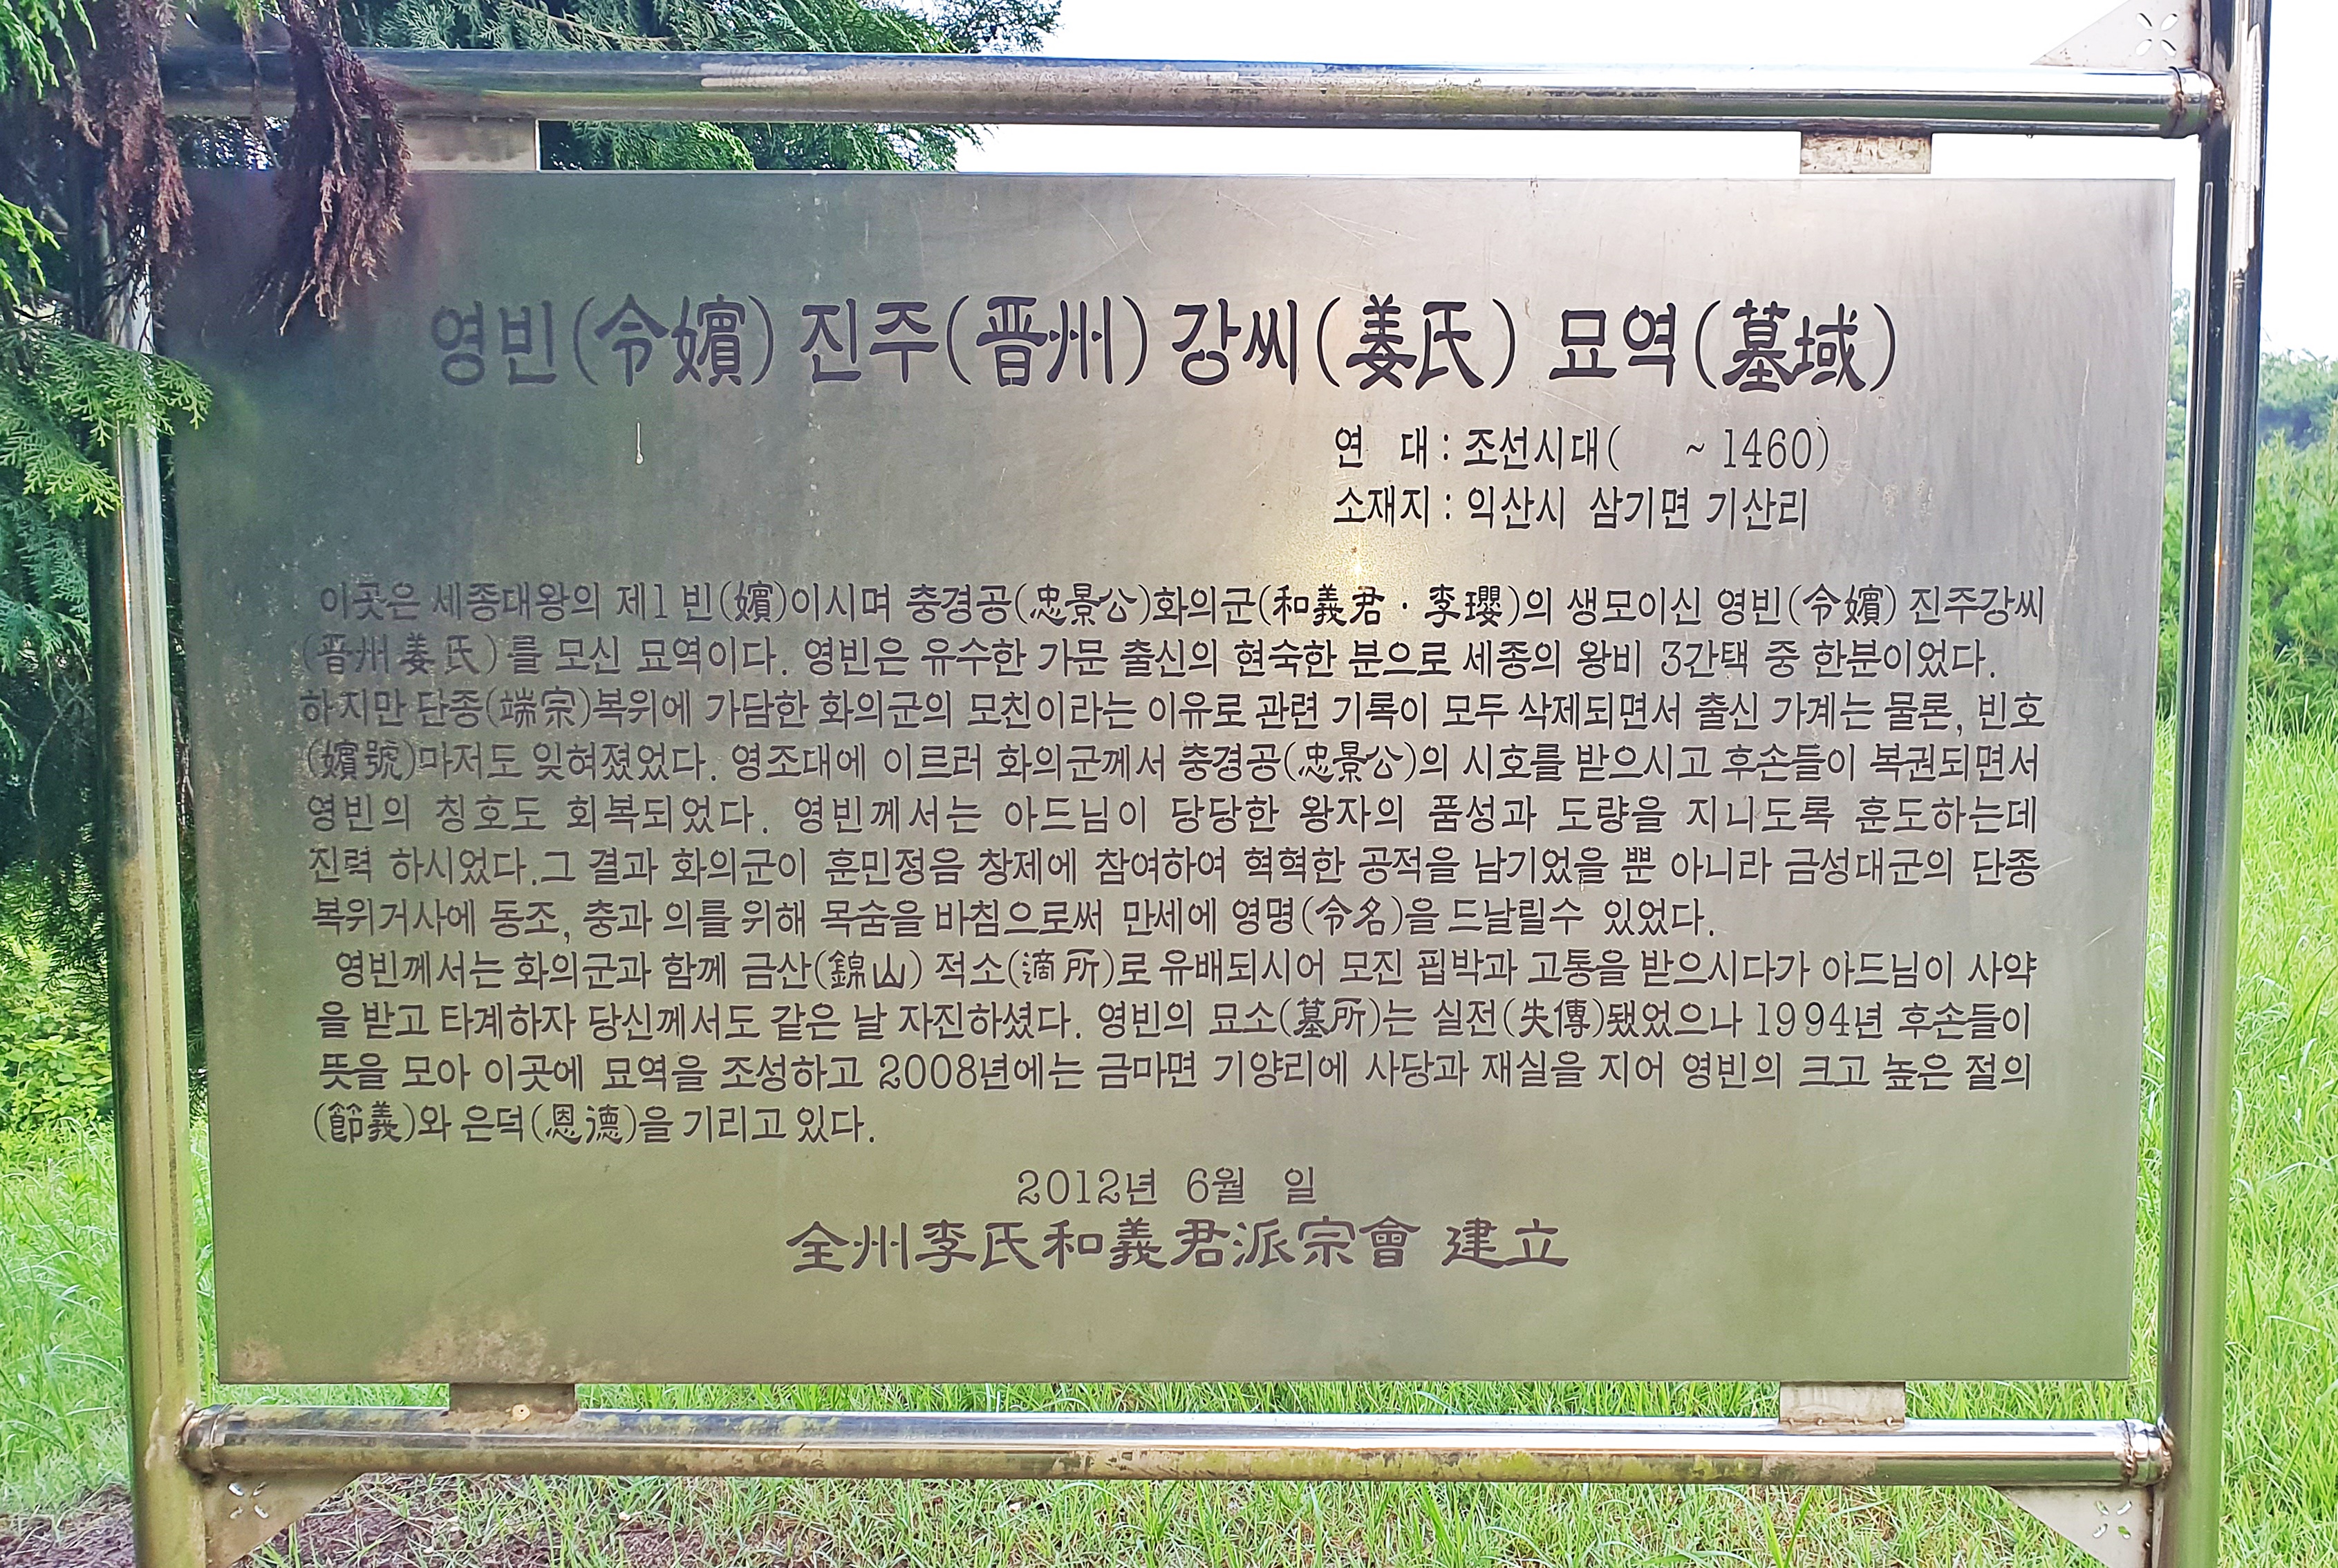 영빈(令嬪) 진주(晋州) 강씨(姜氏) 묘역(墓域)
연 대 : 조선시대( ~ 1460)
소재지 : 익산시 삼기면 기산리
이곳은 세종대왕의 제1 빈(嬪)이시며 충경공(忠景公)화의군(和義君 · 李瓔)의 생모이신 영빈(令嬪) 진주강씨
(晋州姜氏)를 모신 묘역이다. 영빈은 유수한 가문 출신의 현숙한 분으로 세종의 왕비 3간택 중 한분이었다.
하지만 단종(端宗)복위에 가담한 화의군의 모친이라는 이유로 관련 기록이 모두 삭제되면서 출신 가계는 물론, 빈호
(嬪號)마저도 잊혀졌었다. 영조대에 이르러 화의군께서 충경공(忠景公)의 시호를 받으시고 후손들이 복권되면서
영빈의 칭호도 회복되었다. 영빈께서는 아드님이 당당한 왕자의 품성과 도량을 지니도록 훈도하는데
진력 하시었다.그 결과 화의군이 훈민정음 창제에 참여하여 혁혁한 공적을 남기었을 뿐 아니라 금성대군의 단종
복위거사에 동조, 충과 의를 위해 목숨을 바침으로써 만세에 영명(令名)을 드날릴수 있었다.
영빈께서는 화의군과 함께 금산(錦山) 적소(謫所)로 유배되시어 모진 핍박과 고통을 받으시다가 아드님이 사약
을 받고 타계하자 당신께서도 같은 날 자진하셨다. 영빈의 묘소(墓所)는 실전(失傳)됐었으나 1994년 후손들이
뜻을 모아 이곳에 묘역을 조성하고 2008년에는 금마면 기양리에 사당과 재실을 지어 영빈의 크고 높은 절의
(節義)와 은덕(恩德)을 기리고 있다.
2012년 6월 일
全州李氏和義君派宗會 建立